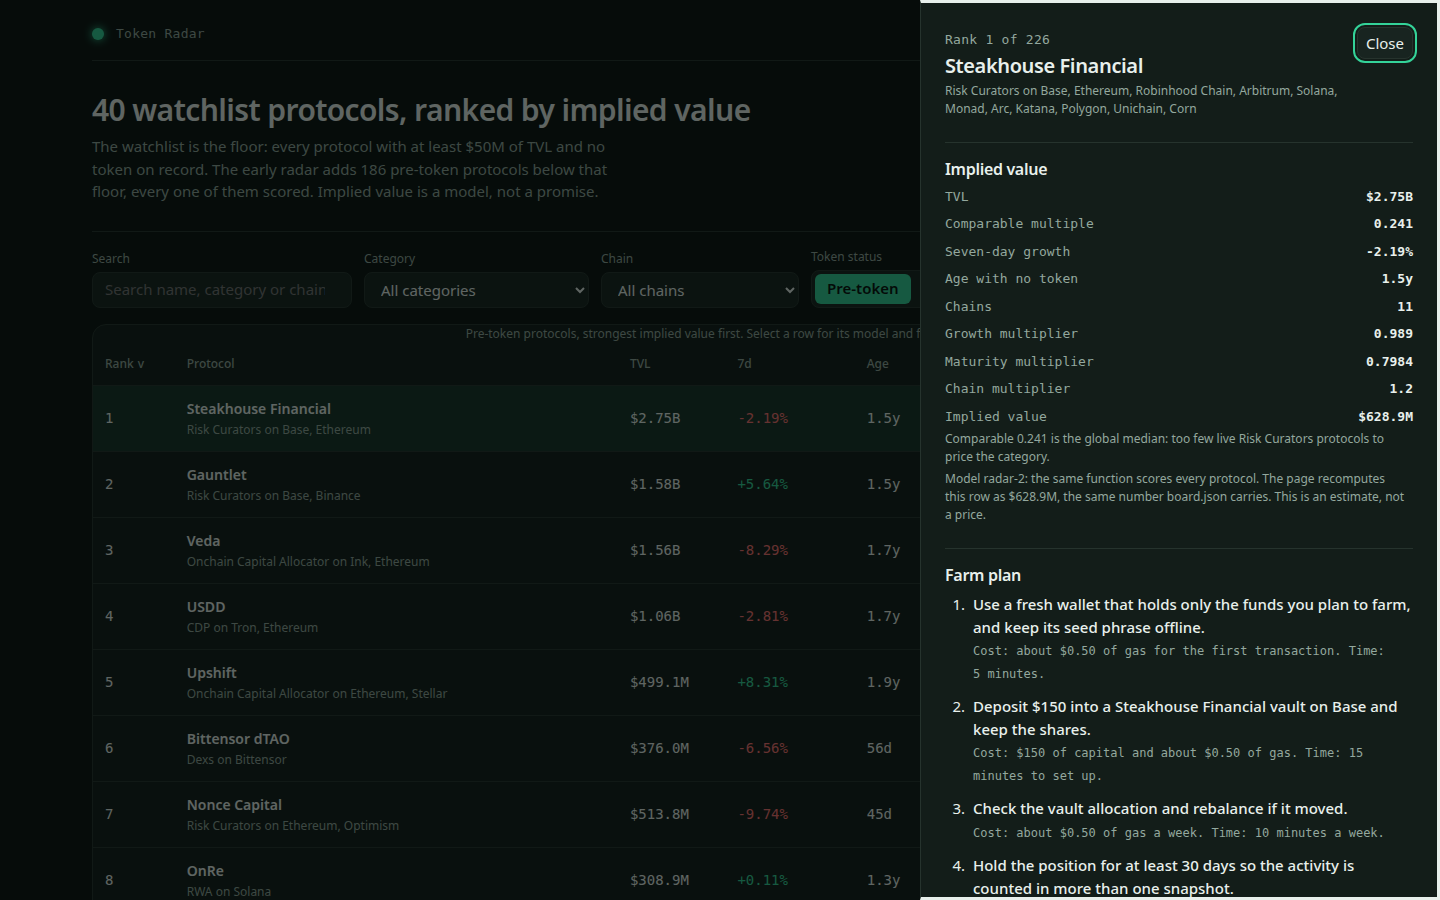 Token Radar
40 watchlist protocols, ranked by implied value
The watchlist is the floor: every protocol with at least $50M of TVL and no
token on record. The early radar adds 186 pre-token protocols below that
floor, every one of them scored. Implied value is a model, not a promise.
Search
Category
Chain
Token status
Search name, category or chain
All categories
All chains
Pre-token
Pre-token protocols, strongest implied value first. Select a row for its model and f
Rank v Protocol TVL 7d Age
1 Steakhouse Financial $2.75B -2.19% 1.5y
Risk Curators on Base, Ethereum
2 Gauntlet $1.58B +5.64% 1.5y
Risk Curators on Base, Binance
3 Veda $1.56B -8.29% 1.7y
Onchain Capital Allocator on Ink, Ethereum
4 USDD $1.06B -2.81% 1.7y
CDP on Tron, Ethereum
5 Upshift $499.1M +8.31% 1.9y
Onchain Capital Allocator on Ethereum, Stellar
6 Bittensor dTAO $376.0M -6.56% 56d
Dexs on Bittensor
7 Nonce Capital $513.8M -9.74% 45d
Risk Curators on Ethereum, Optimism
8 OnRe $308.9M +0.11% 1.3y
RWA on Solana
Rank 1 of 226
Close
Steakhouse Financial
Risk Curators on Base, Ethereum, Robinhood Chain, Arbitrum, Solana,
Monad, Arc, Katana, Polygon, Unichain, Corn
Implied value
TVL $2.75B
Comparable multiple 0.241
Seven-day growth -2.19%
Age with no token 1.5y
Chains 11
Growth multiplier 0.989
Maturity multiplier 0.7984
Chain multiplier 1.2
Implied value $628.9M
Comparable 0.241 is the global median: too few live Risk Curators protocols to
price the category.
Model radar-2: the same function scores every protocol. The page recomputes
this row as $628.9M, the same number board.json carries. This is an estimate, not
a price.
Farm plan
1. Use a fresh wallet that holds only the funds you plan to farm,
and keep its seed phrase offline.
Cost: about $0.50 of gas for the first transaction. Time:
5 minutes.
2. Deposit $150 into a Steakhouse Financial vault on Base and
keep the shares.
Cost: $150 of capital and about $0.50 of gas. Time: 15
minutes to set up.
3. Check the vault allocation and rebalance if it moved.
Cost: about $0.50 of gas a week. Time: 10 minutes a week.
4. Hold the position for at least 30 days so the activity is
counted in more than one snapshot.